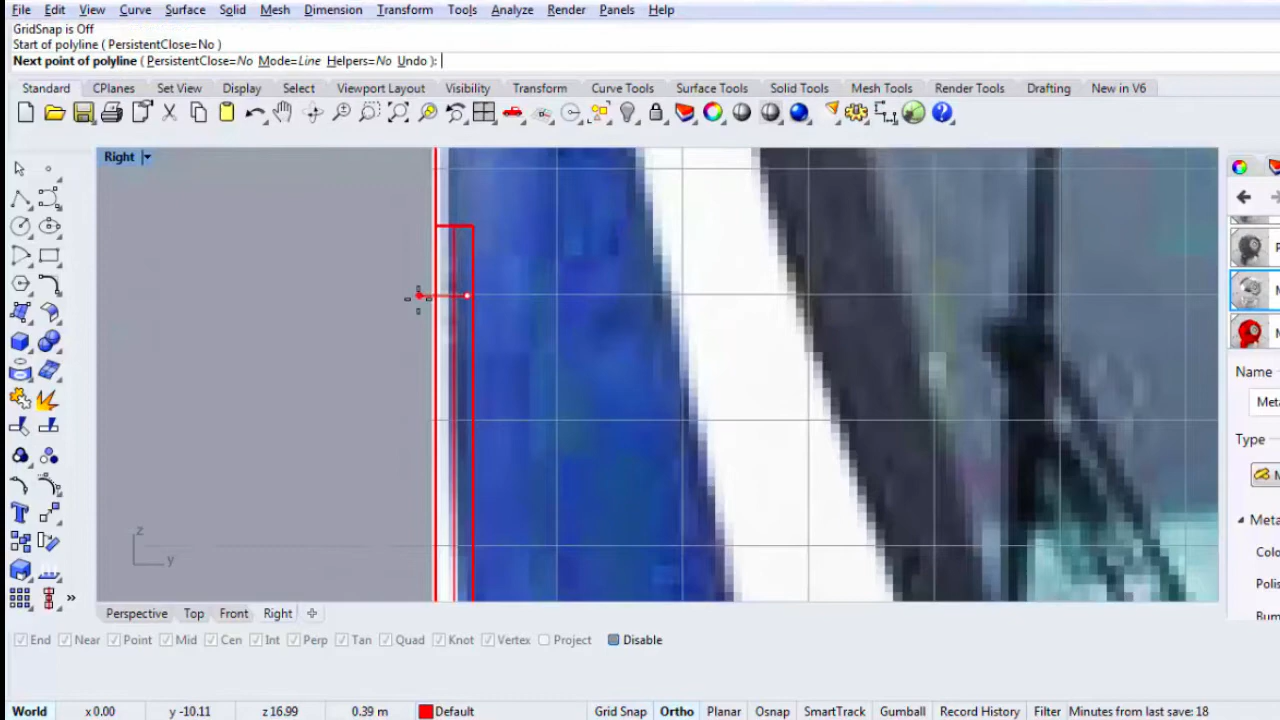 File Edit View Curve Surface Solid Mesh Dimension Transform Tools Analyze Render Panels Help
GridSnap is Off
Start of polyline ( PersistentClose=No )
Next point of polyline ( PersistentClose=No Mode=Line Helpers=No Undo ):
Standard CPlanes Set View Display Select Viewport Layout Visibility Transform Curve Tools Surface Tools Solid Tools Mesh Tools Render Tools Drafting New in V6
Right
Name
Meta
Type
Meta
Colo
Polis
Bum
z
y
Perspective Top Front Right
End Near Point Mid Cen Int Perp Tan Quad Knot Vertex Project Disable
World x 0.00 y -10.11 z 16.99 0.39 m Default Grid Snap Ortho Planar Osnap SmartTrack Gumball Record History Filter Minutes from last save: 18